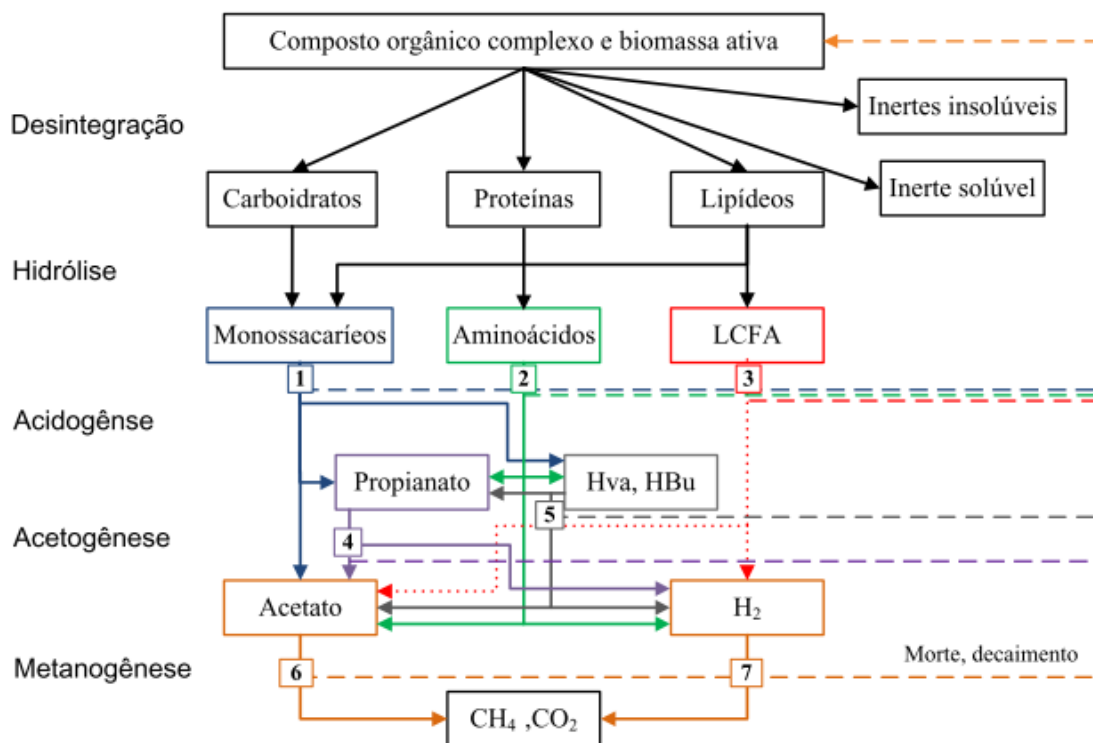 Composto orgânico complexo e biomassa ativa
Inertes insolúveis
Desintegração
Carboidratos
Proteínas
Lipídeos
Inerte solúvel
Hidrólise
Monossacaríeos
Aminoácidos
LCFA
1
2
3
Acidogênse
Propianato
Hva, HBu
5
Acetogênese
4
Acetato
H₂
Metanogênese
6
7
Morte, decaimento
CH₄ ,CO₂